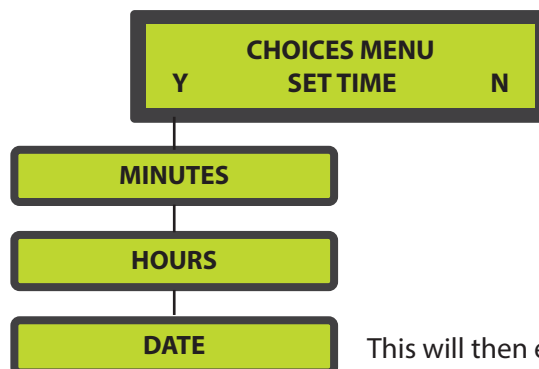 CHOICES MENU
Y SET TIME N
MINUTES
HOURS
DATE This will then